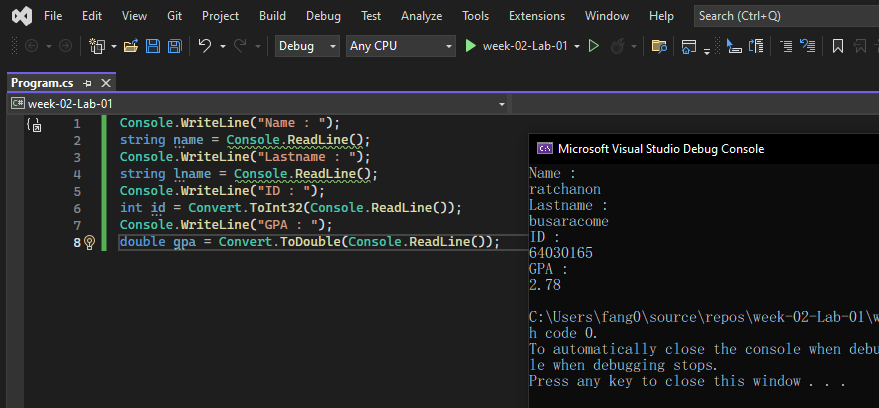 File Edit View Git Project Build Debug Test Analyze Tools Extensions Window Help Search (Ctrl+Q)
Debug Any CPU week-02-Lab-01
Program.cs
C# week-02-Lab-01
1 Console.WriteLine("Name : ");
2 string name = Console.ReadLine();
3 Console.WriteLine("Lastname : ");
4 string lname = Console.ReadLine();
5 Console.WriteLine("ID : ");
6 int id = Convert.ToInt32(Console.ReadLine());
7 Console.WriteLine("GPA : ");
8 double gpa = Convert.ToDouble(Console.ReadLine());
C:\ Microsoft Visual Studio Debug Console
Name :
ratchanon
Lastname :
busaracome
ID :
64030165
GPA :
2.78
C:\Users\fang0\source\repos\week-02-Lab-01\w
h code 0.
To automatically close the console when debu
le when debugging stops.
Press any key to close this window . . .